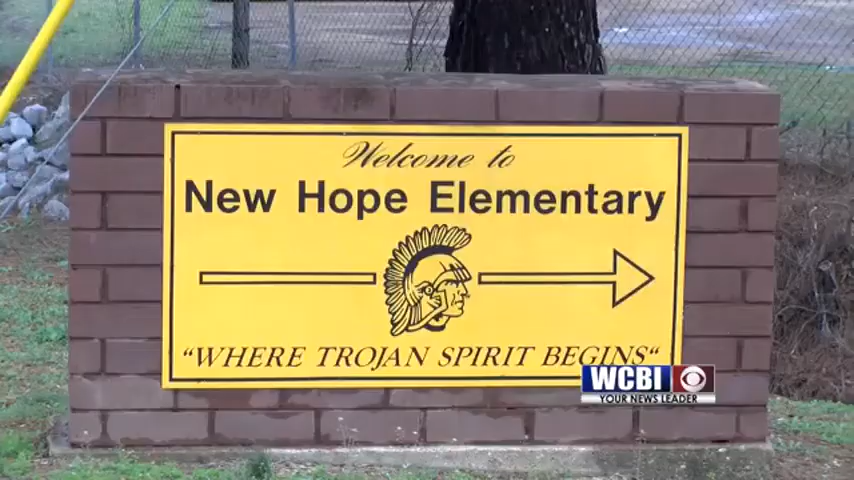 Welcome to
New Hope Elementary
“WHERE TROJAN SPIRIT BEGINS“
WCBI
YOUR NEWS LEADER